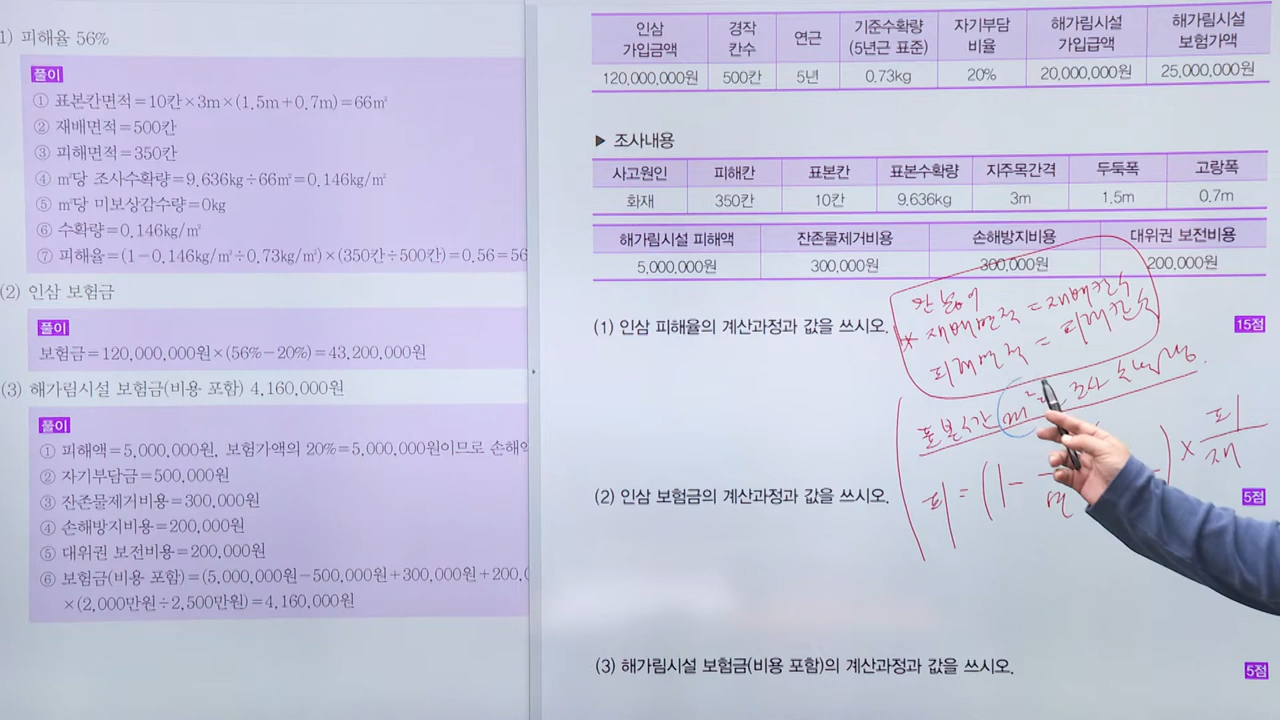 1) 피해율 56%
풀이
① 표본칸면적=10칸×3m×(1.5m+0.7m)=66㎡
② 재배면적=500칸
③ 피해면적=350칸
④ ㎡당 조사수확량=9.636kg÷66㎡=0.146kg/㎡
⑤ ㎡당 미보상감수량=0kg
⑥ 수확량=0.146kg/㎡
⑦ 피해율=(1-0.146kg/㎡÷0.73kg/㎡)×(350칸÷500칸)=0.56=56
(2) 인삼 보험금
풀이
보험금=120,000,000원×(56%-20%)=43,200,000원
(3) 해가림시설 보험금(비용 포함) 4,160,000원
풀이
① 피해액=5,000,000원, 보험가액의 20%=5,000,000원이므로 손해액
② 자기부담금=500,000원
③ 잔존물제거비용=300,000원
④ 손해방지비용=200,000원
⑤ 대위권 보전비용=200,000원
⑥ 보험금(비용 포함)=(5,000,000원-500,000원+300,000원+200,0
×(2,000만원÷2,500만원)=4,160,000원
인삼 가입금액 경작 칸수 연근 기준수확량 (5년근 표준) 자기부담 비율 해가림시설 가입금액 해가림시설 보험가액
120,000,000원 500칸 5년 0.73kg 20% 20,000,000원 25,000,000원
▶ 조사내용
사고원인 피해칸 표본칸 표본수확량 지주목간격 두둑폭 고랑폭
화재 350칸 10칸 9.636kg 3m 1.5m 0.7m
해가림시설 피해액 잔존물제거비용 손해방지비용 대위권 보전비용
5,000,000원 300,000원 300,000원 200,000원
(1) 인삼 피해율의 계산과정과 값을 쓰시오. 15점
* 재배면적 = 재배칸수
피해면적 = 피해칸수
피 = (1- ) × 피
재
(2) 인삼 보험금의 계산과정과 값을 쓰시오. 5점
(3) 해가림시설 보험금(비용 포함)의 계산과정과 값을 쓰시오. 5점